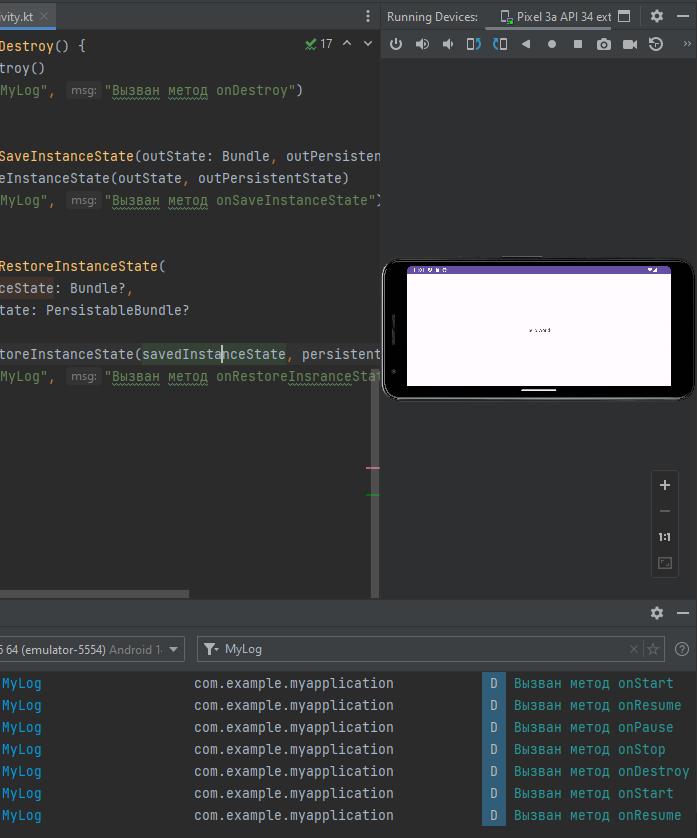 ivity.kt
Running Devices: Pixel 3a API 34 ext
Destroy() {
17
troy()
MyLog", msg: "Вызван метод onDestroy")
SaveInstanceState(outState: Bundle, outPersisten
eInstanceState(outState, outPersistentState)
MyLog", msg: "Вызван метод onSaveInstanceState")
RestoreInstanceState(
ceState: Bundle?,
tate: PersistableBundle?
toreInstanceState(savedInstanceState, persistent
MyLog", msg: "Вызван метод onRestoreInsranceStat
1:1
6 64 (emulator-5554) Android 1
MyLog
MyLog com.example.myapplication D Вызван метод onStart
MyLog com.example.myapplication D Вызван метод onResume
MyLog com.example.myapplication D Вызван метод onPause
MyLog com.example.myapplication D Вызван метод onStop
MyLog com.example.myapplication D Вызван метод onDestroy
MyLog com.example.myapplication D Вызван метод onStart
MyLog com.example.myapplication D Вызван метод onResume